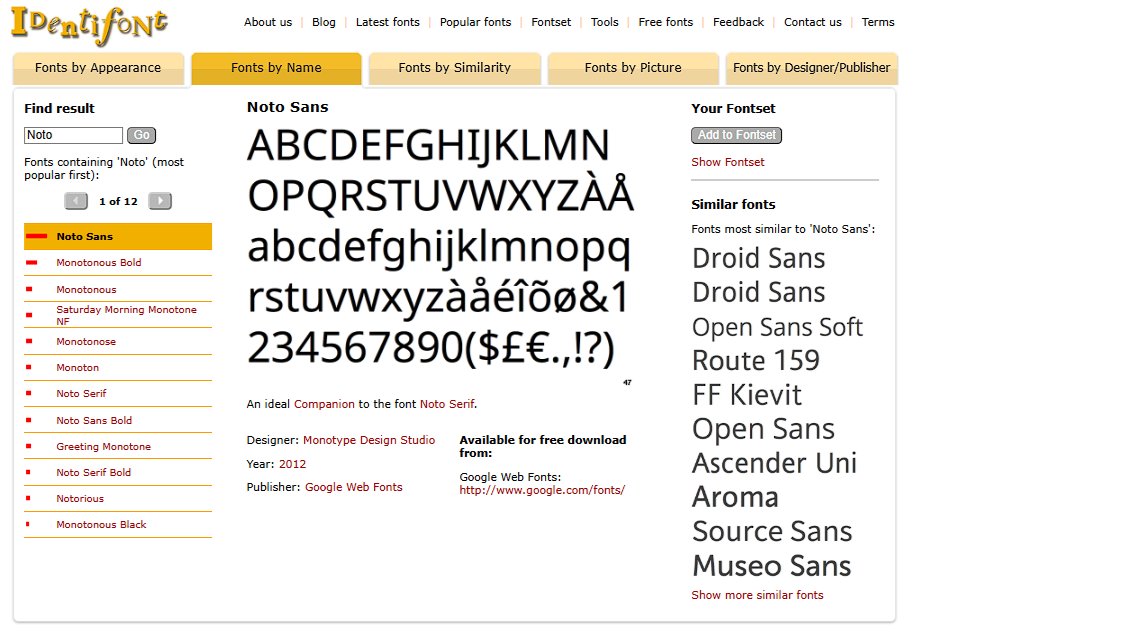 IDentifont
About us | Blog | Latest fonts | Popular fonts | Fontset | Tools | Free fonts | Feedback | Contact us | Terms
Fonts by Appearance
Fonts by Name
Fonts by Similarity
Fonts by Picture
Fonts by Designer/Publisher
Find result
Noto
Go
Fonts containing 'Noto' (most
popular first):
1 of 12
Noto Sans
Monotonous Bold
Monotonous
Saturday Morning Monotone
NF
Monotonose
Monoton
Noto Serif
Noto Sans Bold
Greeting Monotone
Noto Serif Bold
Notorious
Monotonous Black
Noto Sans
ABCDEFGHIJKLMN
OPQRSTUVWXYZÀÅ
abcdefghijklmnopq
rstuvwxyzàåéîõø&1
234567890($£€.,!?)
47
An ideal Companion to the font Noto Serif.
Designer: Monotype Design Studio
Year: 2012
Publisher: Google Web Fonts
Available for free download
from:
Google Web Fonts:
http://www.google.com/fonts/
Your Fontset
Add to Fontset
Show Fontset
Similar fonts
Fonts most similar to 'Noto Sans':
Droid Sans
Droid Sans
Open Sans Soft
Route 159
FF Kievit
Open Sans
Ascender Uni
Aroma
Source Sans
Museo Sans
Show more similar fonts